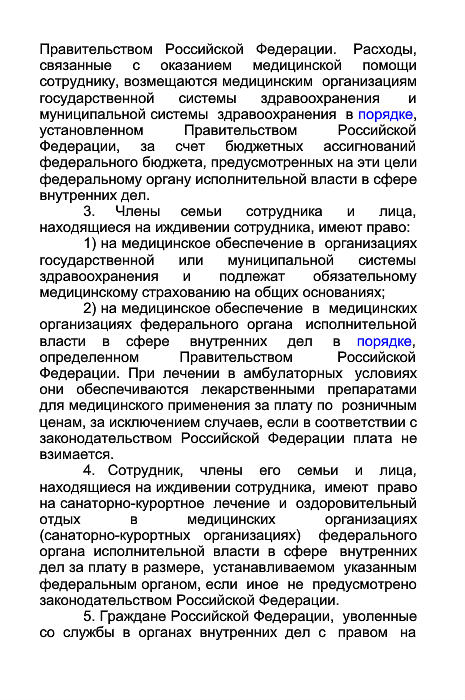 Правительством Российской Федерации. Расходы,
связанные с оказанием медицинской помощи
сотруднику, возмещаются медицинским организациям
государственной системы здравоохранения и
муниципальной системы здравоохранения в порядке,
установленном Правительством Российской
Федерации, за счет бюджетных ассигнований
федерального бюджета, предусмотренных на эти цели
федеральному органу исполнительной власти в сфере
внутренних дел.
3. Члены семьи сотрудника и лица,
находящиеся на иждивении сотрудника, имеют право:
1) на медицинское обеспечение в организациях
государственной или муниципальной системы
здравоохранения и подлежат обязательному
медицинскому страхованию на общих основаниях;
2) на медицинское обеспечение в медицинских
организациях федерального органа исполнительной
власти в сфере внутренних дел в порядке,
определенном Правительством Российской
Федерации. При лечении в амбулаторных условиях
они обеспечиваются лекарственными препаратами
для медицинского применения за плату по розничным
ценам, за исключением случаев, если в соответствии с
законодательством Российской Федерации плата не
взимается.
4. Сотрудник, члены его семьи и лица,
находящиеся на иждивении сотрудника, имеют право
на санаторно-курортное лечение и оздоровительный
отдых в медицинских организациях
(санаторно-курортных организациях) федерального
органа исполнительной власти в сфере внутренних
дел за плату в размере, устанавливаемом указанным
федеральным органом, если иное не предусмотрено
законодательством Российской Федерации.
5. Граждане Российской Федерации, уволенные
со службы в органах внутренних дел с правом на